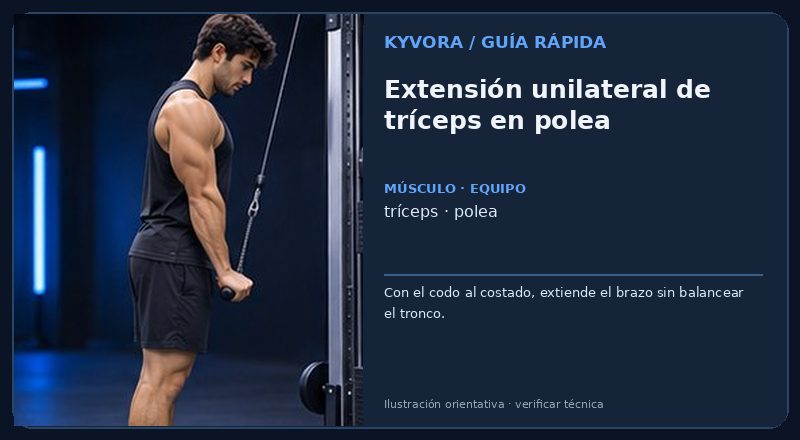 KYVORA / GUÍA RÁPIDA
Extensión unilateral de
tríceps en polea
MÚSCULO · EQUIPO
tríceps · polea
Con el codo al costado, extiende el brazo sin balancear
el tronco.
Ilustración orientativa · verificar técnica